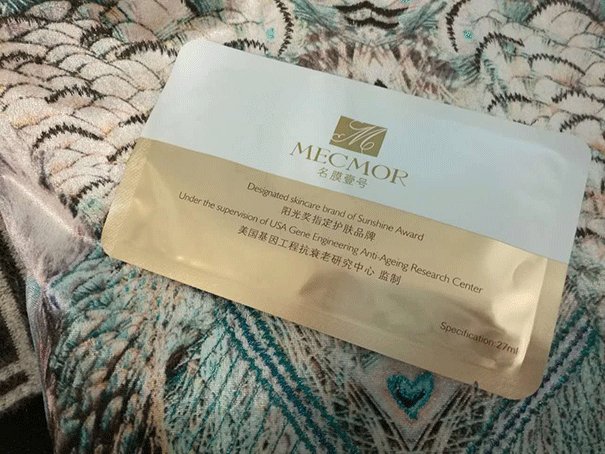 M
MECMOR
名膜壹号
Designated skincare brand of Sunshine Award
阳光奖指定护肤品牌
Under the supervision of USA Gene Engineering Anti-Ageing Research Center
美国基因工程抗衰老研究中心 监制
Specification:27ml